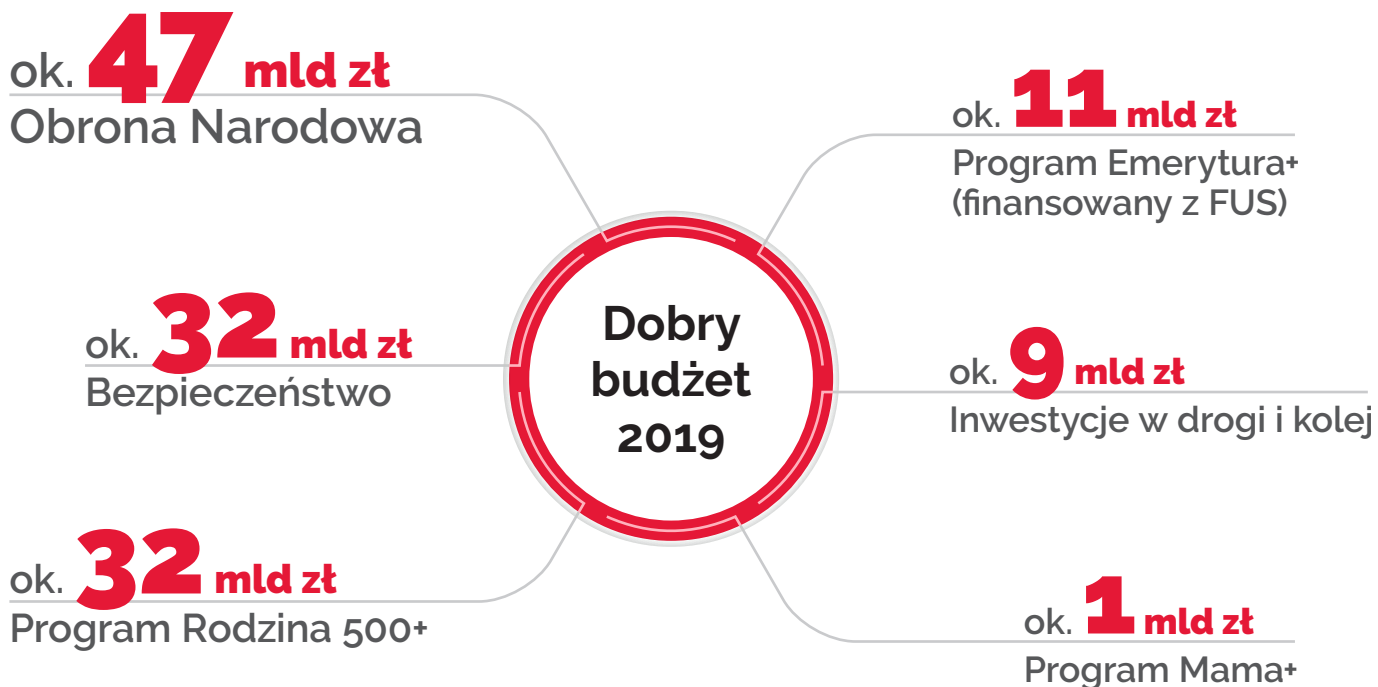 ok. 47 mld zł
Obrona Narodowa
ok. 32 mld zł
Bezpieczeństwo
ok. 32 mld zł
Program Rodzina 500+
Dobry
budżet
2019
ok. 11 mld zł
Program Emerytura+
(finansowany z FUS)
ok. 9 mld zł
Inwestycje w drogi i kolej
ok. 1 mld zł
Program Mama+